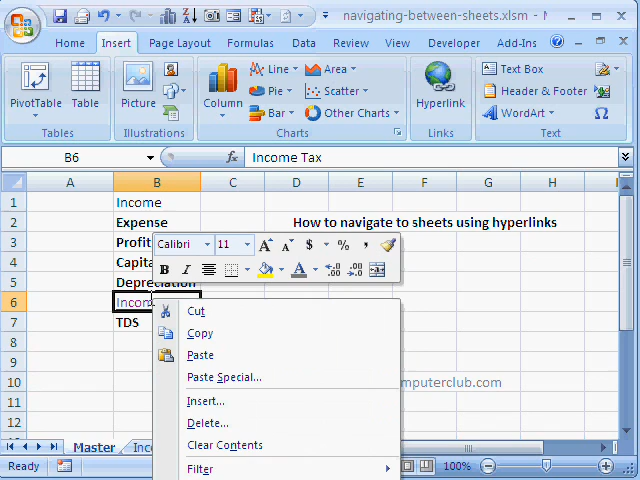 navigating-between-sheets.xlsm - M
Home Insert Page Layout Formulas Data Review View Developer Add-Ins
PivotTable Table Picture Column Line Area Pie Scatter Bar Other Charts Hyperlink Text Box Header & Footer WordArt
Tables Illustrations Charts Links Text
B6 fx Income Tax
A B C D E F G H
1 Income
2 Expense How to navigate to sheets using hyperlinks
3 Profit
Calibri 11 A A $ % ,
4 Capita
B I A .00 .0
5 Depreciation
6 Incom
7 TDS
8
9
10 mputerclub.com
11
12
Cut
Copy
Paste
Paste Special...
Insert...
Delete...
Clear Contents
Filter
Master Inc
Ready 100%